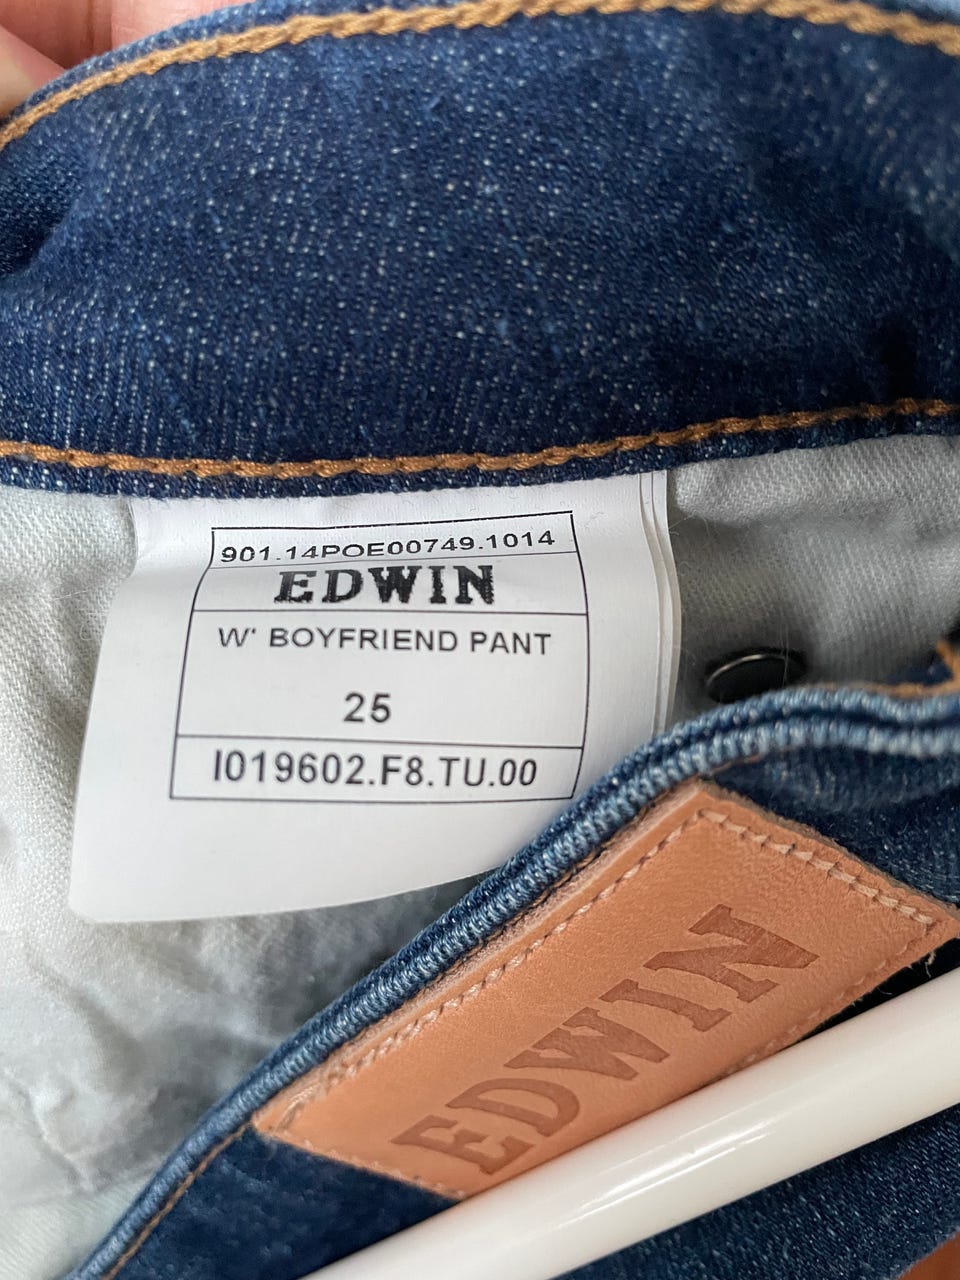 901.14POE00749.1014
EDWIN
W' BOYFRIEND PANT
25
I019602.F8.TU.00
EDWIN